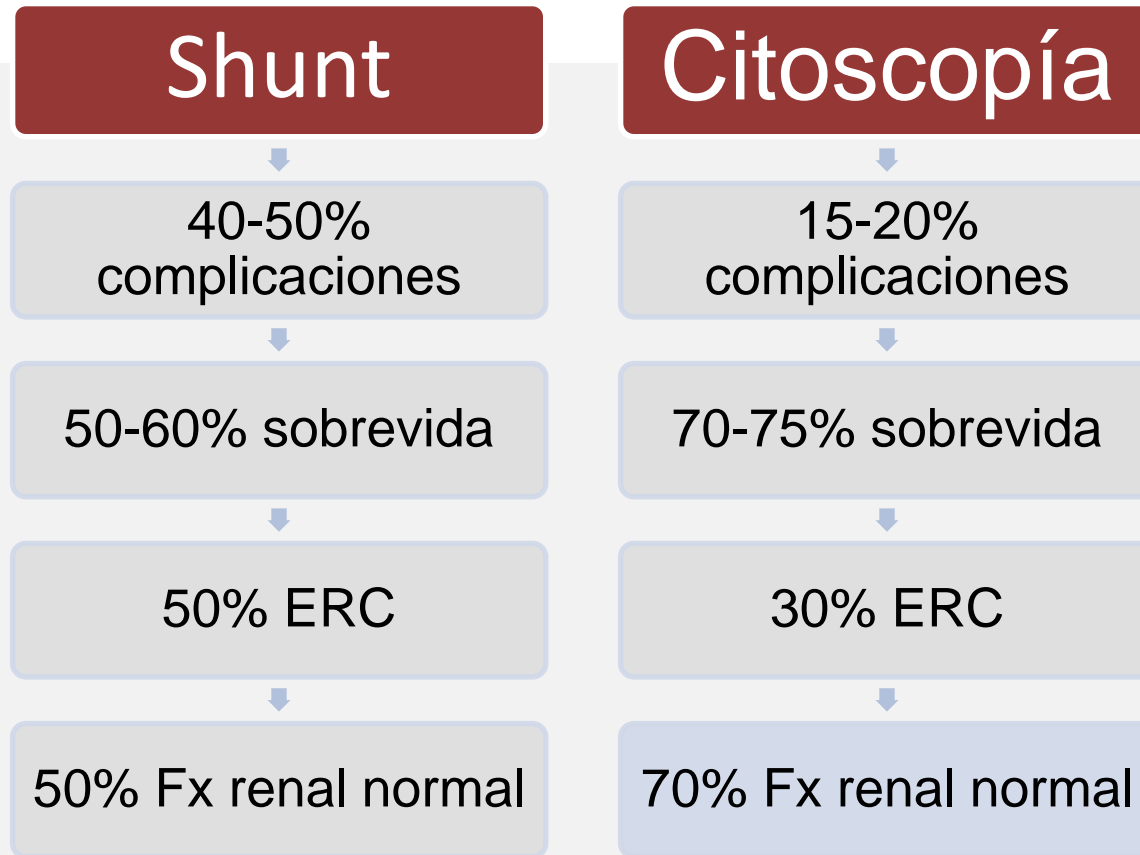 Shunt
40-50%
complicaciones
50-60% sobrevida
50% ERC
50% Fx renal normal
Citoscopía
15-20%
complicaciones
70-75% sobrevida
30% ERC
70% Fx renal normal